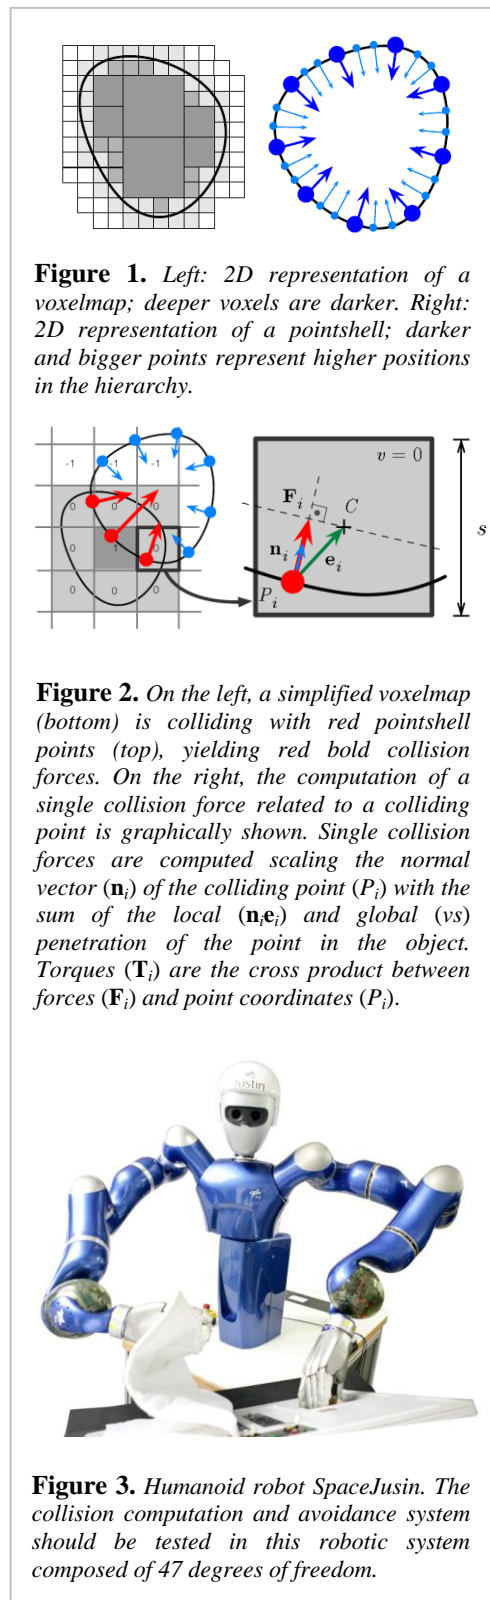 Figure 1. Left: 2D representation of a
voxelmap; deeper voxels are darker. Right:
2D representation of a pointshell; darker
and bigger points represent higher positions
in the hierarchy.
-1 -1 -1
0 0 0
0 1 0
0 0
v = 0
F_i
C
n_i
e_i
P_i
s
Figure 2. On the left, a simplified voxelmap
(bottom) is colliding with red pointshell
points (top), yielding red bold collision
forces. On the right, the computation of a
single collision force related to a colliding
point is graphically shown. Single collision
forces are computed scaling the normal
vector (n_i) of the colliding point (P_i) with the
sum of the local (n_ie_i) and global (vs)
penetration of the point in the object.
Torques (T_i) are the cross product between
forces (F_i) and point coordinates (P_i).
Justin
Figure 3. Humanoid robot SpaceJusin. The
collision computation and avoidance system
should be tested in this robotic system
composed of 47 degrees of freedom.